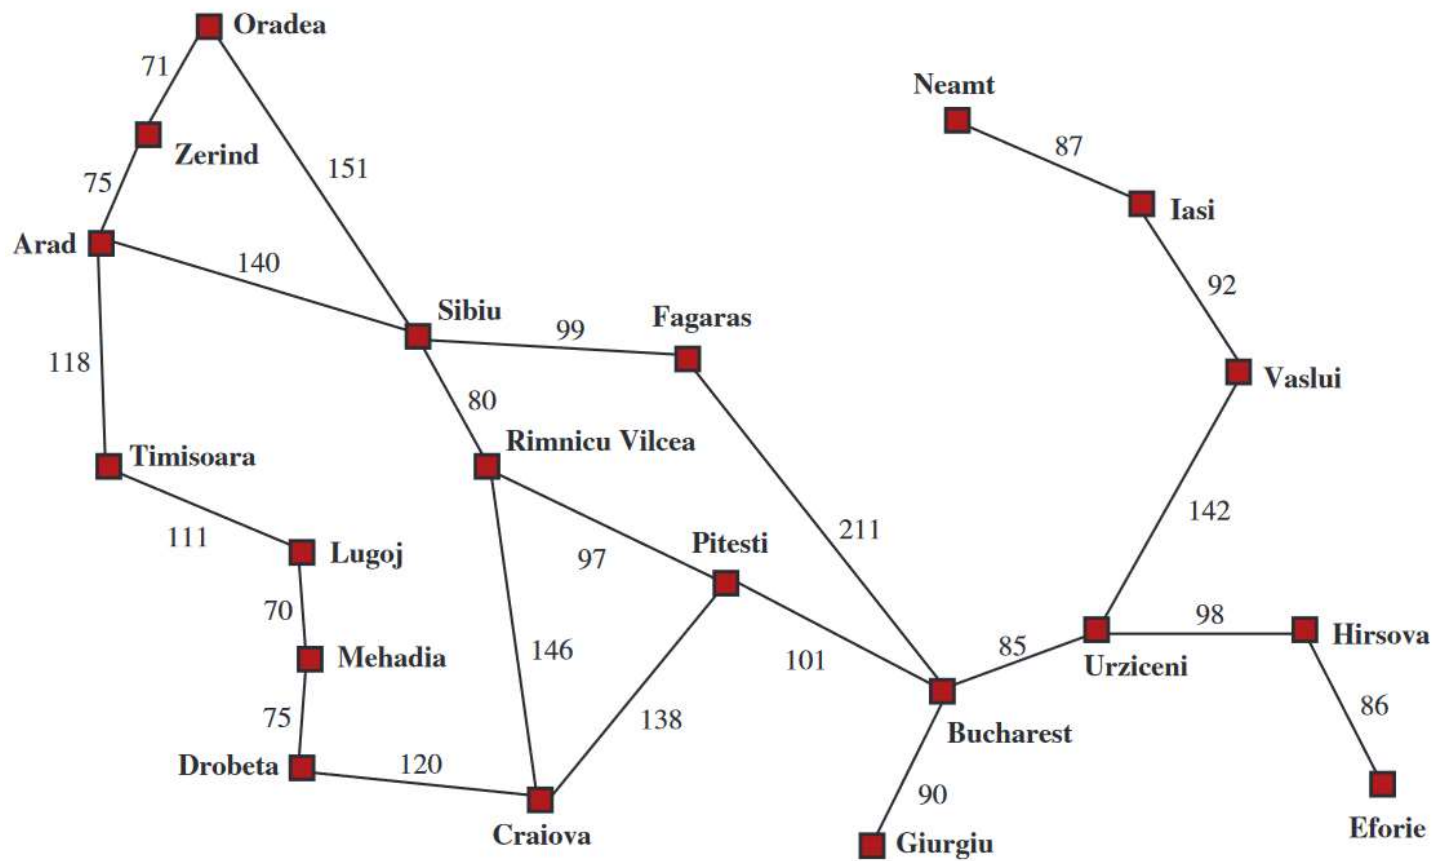 Oradea
71
Neamt
87
Zerind
151
75
Iasi
Arad
140
92
Sibiu
99
Fagaras
118
Vaslui
80
Rimnicu Vilcea
Timisoara
142
111
Lugoj
97
Pitesti
211
70
98
Hirsova
Mehadia
146
101
85
Urziceni
75
138
86
Bucharest
Drobeta
120
90
Craiova
Giurgiu
Eforie